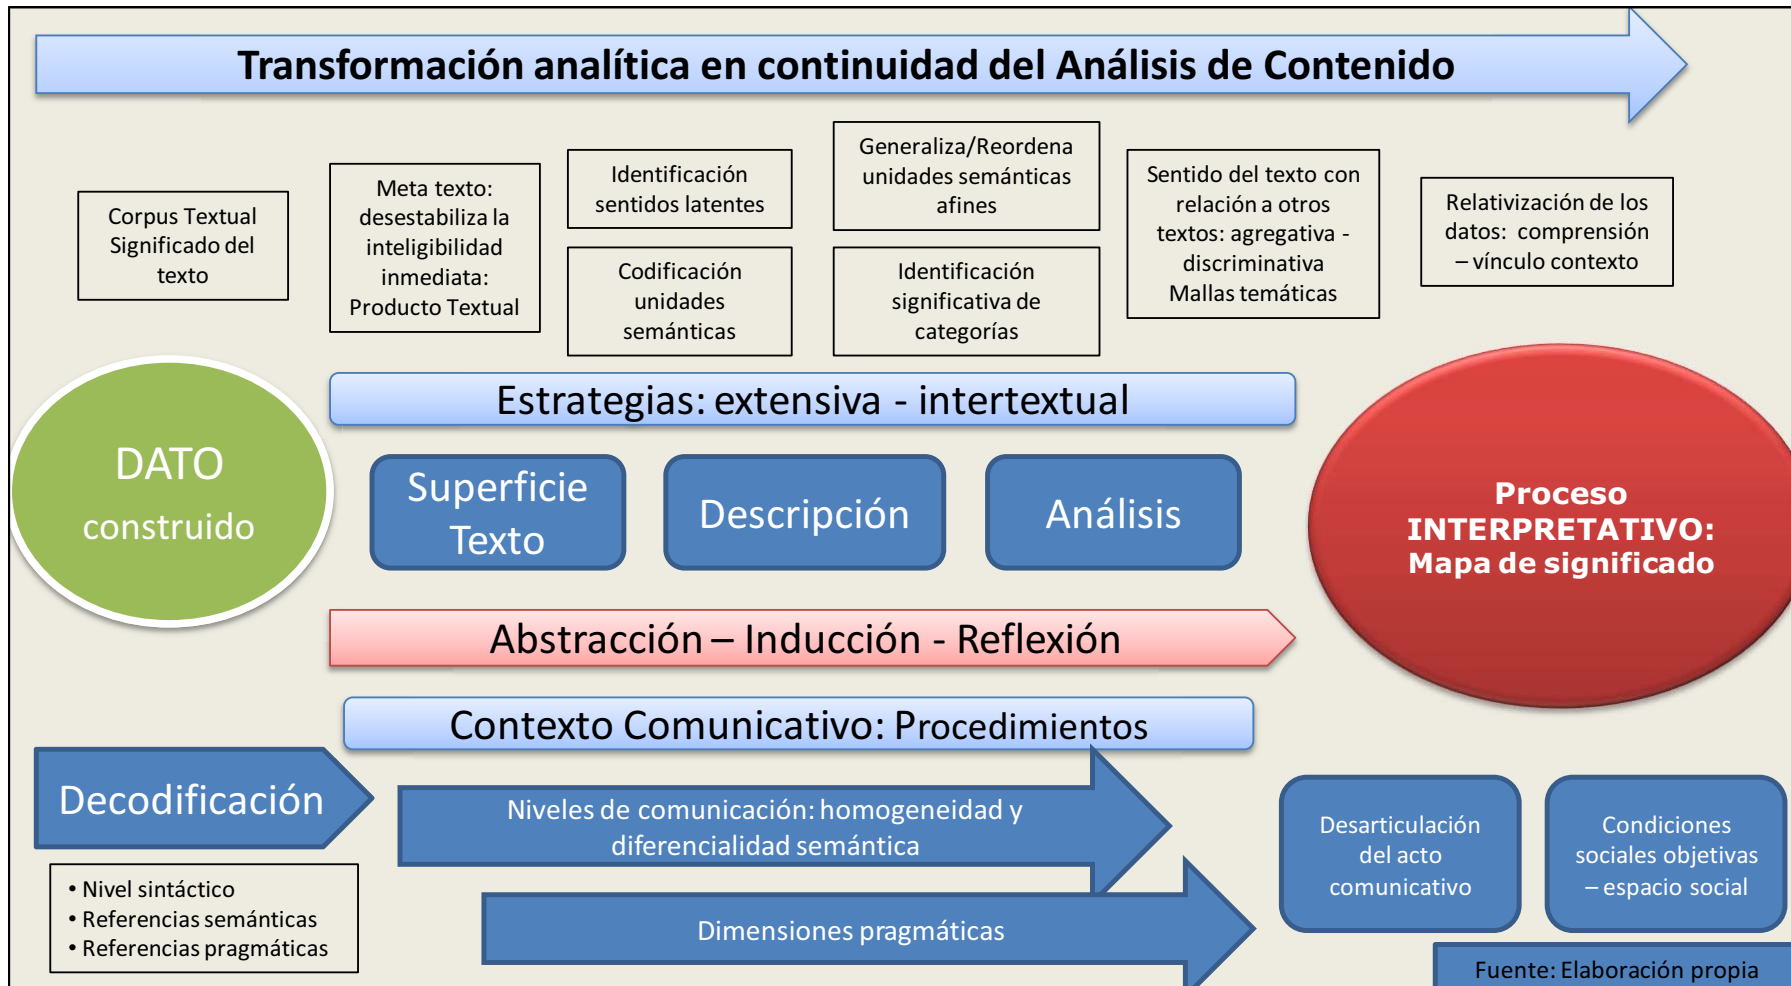 Transformación analítica en continuidad del Análisis de Contenido
Corpus Textual
Significado del
texto
Meta texto:
desestabiliza la
inteligibilidad
inmediata:
Producto Textual
Identificación
sentidos latentes
Codificación
unidades
semánticas
Generaliza/Reordena
unidades semánticas
afines
Identificación
significativa de
categorías
Sentido del texto con
relación a otros
textos: agregativa -
discriminativa
Mallas temáticas
Relativización de los
datos: comprensión
– vínculo contexto
Estrategias: extensiva - intertextual
DATO
construido
Superficie
Texto
Descripción
Análisis
Proceso
INTERPRETATIVO:
Mapa de significado
Abstracción – Inducción - Reflexión
Contexto Comunicativo: Procedimientos
Decodificación
Niveles de comunicación: homogeneidad y
diferencialidad semántica
Desarticulación
del acto
comunicativo
Condiciones
sociales objetivas
– espacio social
• Nivel sintáctico
• Referencias semánticas
• Referencias pragmáticas
Dimensiones pragmáticas
Fuente: Elaboración propia